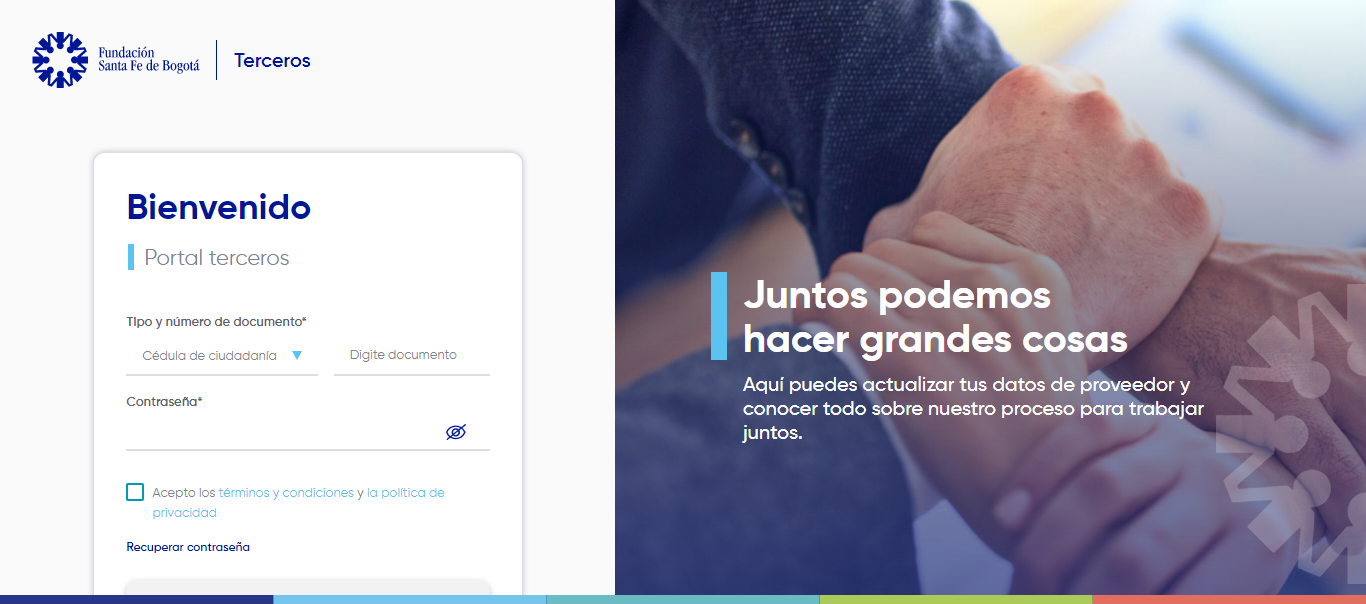 Fundación
Santa Fe de Bogotá
Terceros
Bienvenido
Portal terceros
Tipo y número de documento*
Cédula de ciudadanía
Digite documento
Contraseña*
Acepto los términos y condiciones y la política de
privacidad
Recuperar contraseña
Juntos podemos
hacer grandes cosas
Aquí puedes actualizar tus datos de proveedor y
conocer todo sobre nuestro proceso para trabajar
juntos.